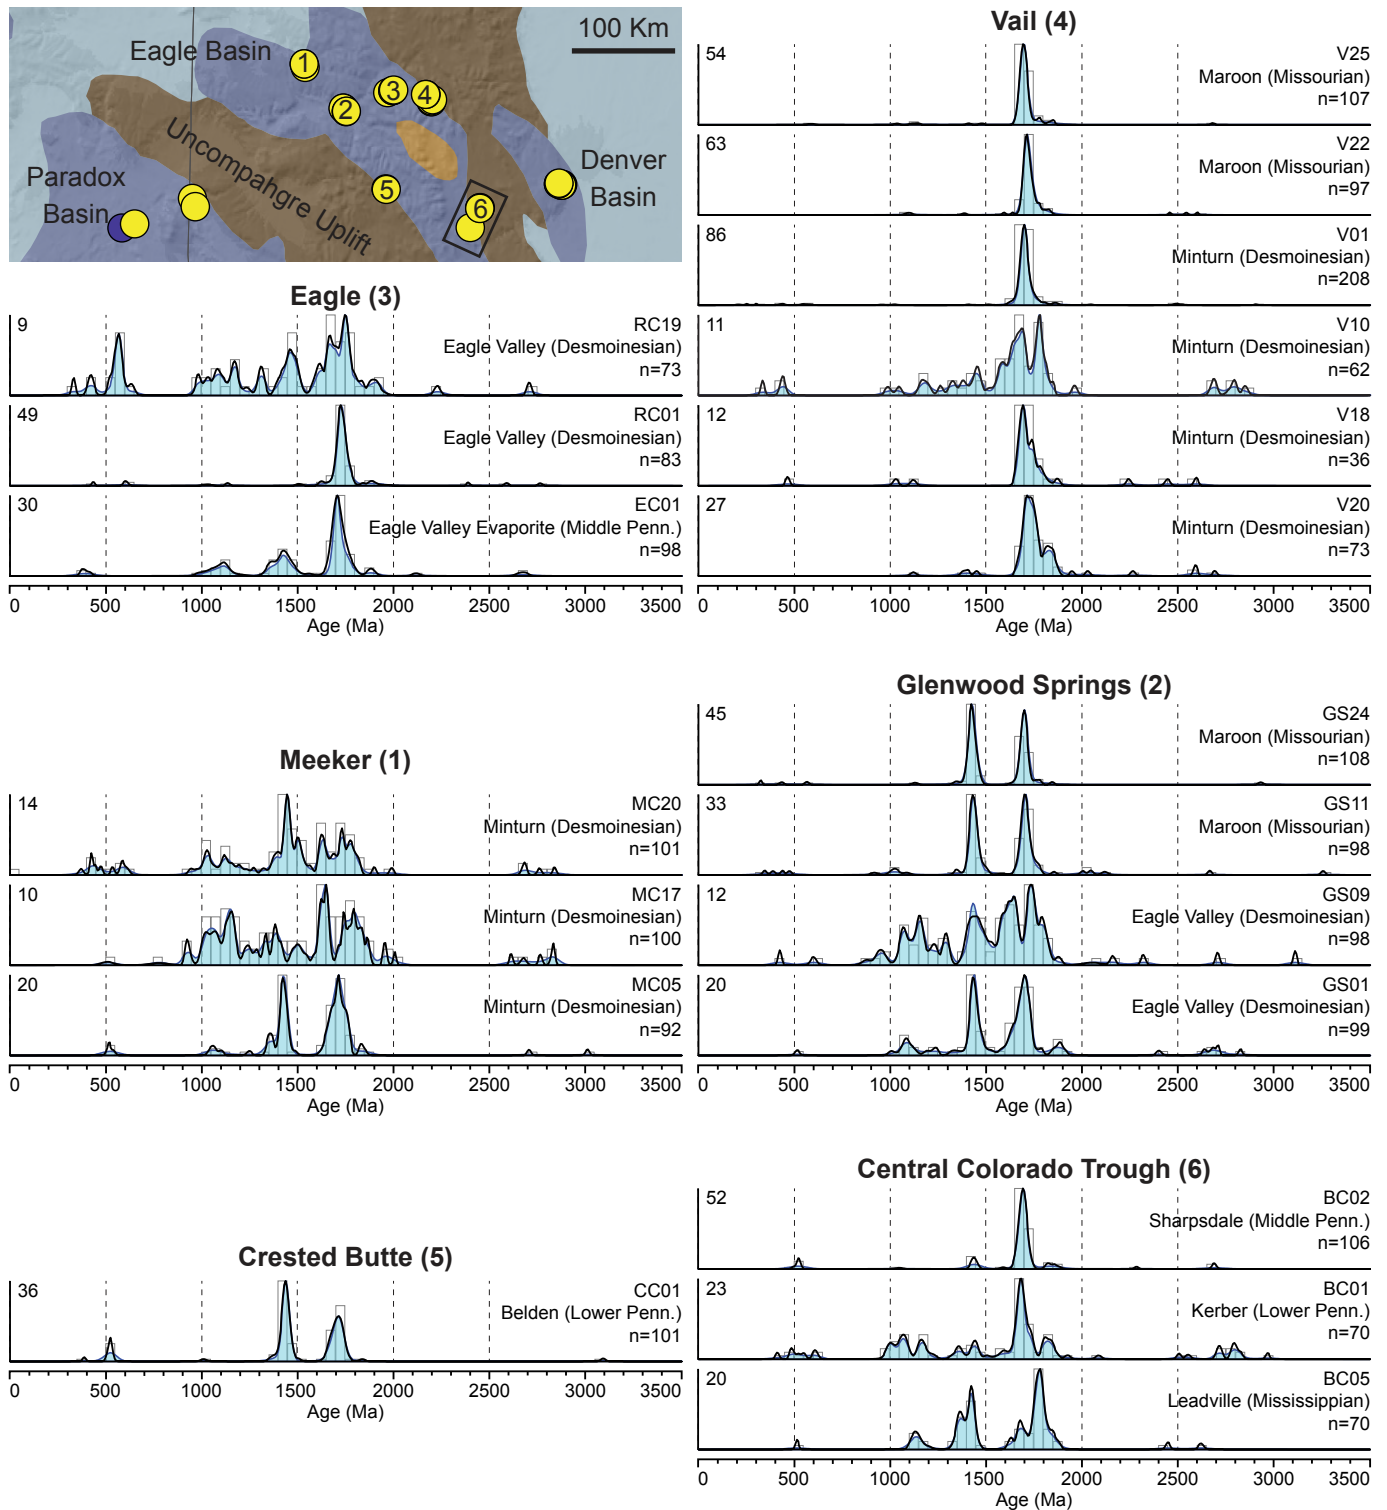 100 Km
Eagle Basin
1
2
3
4
Uncompahgre Uplift
Paradox
Basin
Denver
Basin
5
6
Eagle (3)
9
RC19
Eagle Valley (Desmoinesian)
n=73
49
RC01
Eagle Valley (Desmoinesian)
n=83
30
EC01
Eagle Valley Evaporite (Middle Penn.)
n=98
0 500 1000 1500 2000 2500 3000 3500
Age (Ma)
Meeker (1)
14
MC20
Minturn (Desmoinesian)
n=101
10
MC17
Minturn (Desmoinesian)
n=100
20
MC05
Minturn (Desmoinesian)
n=92
0 500 1000 1500 2000 2500 3000 3500
Age (Ma)
Crested Butte (5)
36
CC01
Belden (Lower Penn.)
n=101
0 500 1000 1500 2000 2500 3000 3500
Age (Ma)
Vail (4)
54
V25
Maroon (Missourian)
n=107
63
V22
Maroon (Missourian)
n=97
86
V01
Minturn (Desmoinesian)
n=208
11
V10
Minturn (Desmoinesian)
n=62
12
V18
Minturn (Desmoinesian)
n=36
27
V20
Minturn (Desmoinesian)
n=73
0 500 1000 1500 2000 2500 3000 3500
Age (Ma)
Glenwood Springs (2)
45
GS24
Maroon (Missourian)
n=108
33
GS11
Maroon (Missourian)
n=98
12
GS09
Eagle Valley (Desmoinesian)
n=98
20
GS01
Eagle Valley (Desmoinesian)
n=99
0 500 1000 1500 2000 2500 3000 3500
Age (Ma)
Central Colorado Trough (6)
52
BC02
Sharpsdale (Middle Penn.)
n=106
23
BC01
Kerber (Lower Penn.)
n=70
20
BC05
Leadville (Mississippian)
n=70
0 500 1000 1500 2000 2500 3000 3500
Age (Ma)